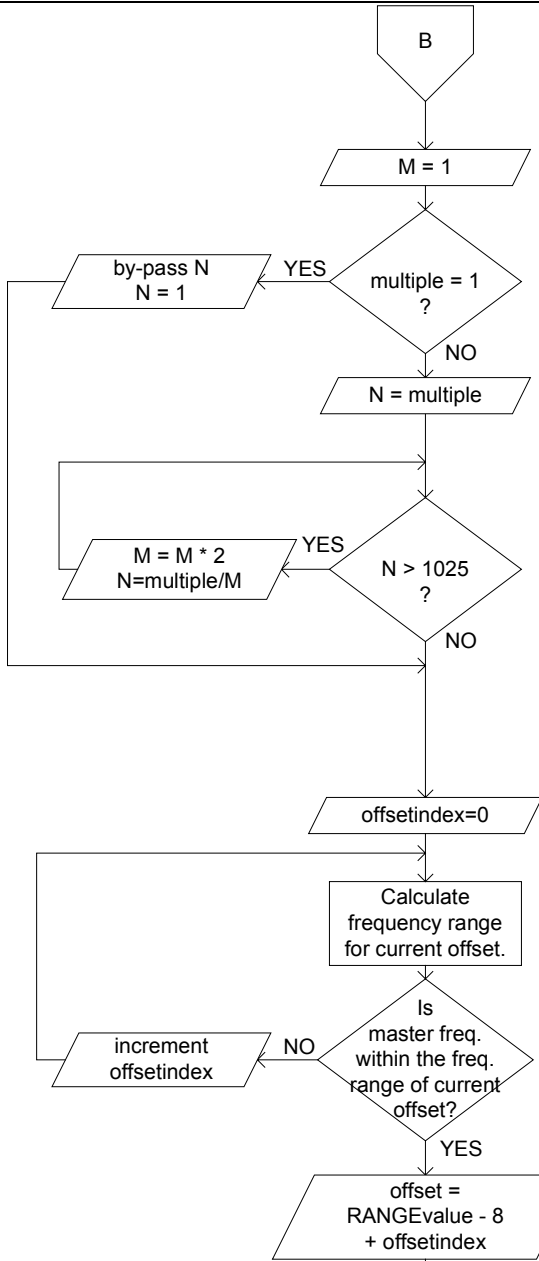 B
M = 1
multiple = 1
?
YES
by-pass N
N = 1
NO
N = multiple
N > 1025
?
YES
M = M * 2
N=multiple/M
NO
offsetindex=0
Calculate
frequency range
for current offset.
Is
master freq.
within the freq.
range of current
offset?
NO
increment
offsetindex
YES
offset =
RANGEvalue - 8
+ offsetindex